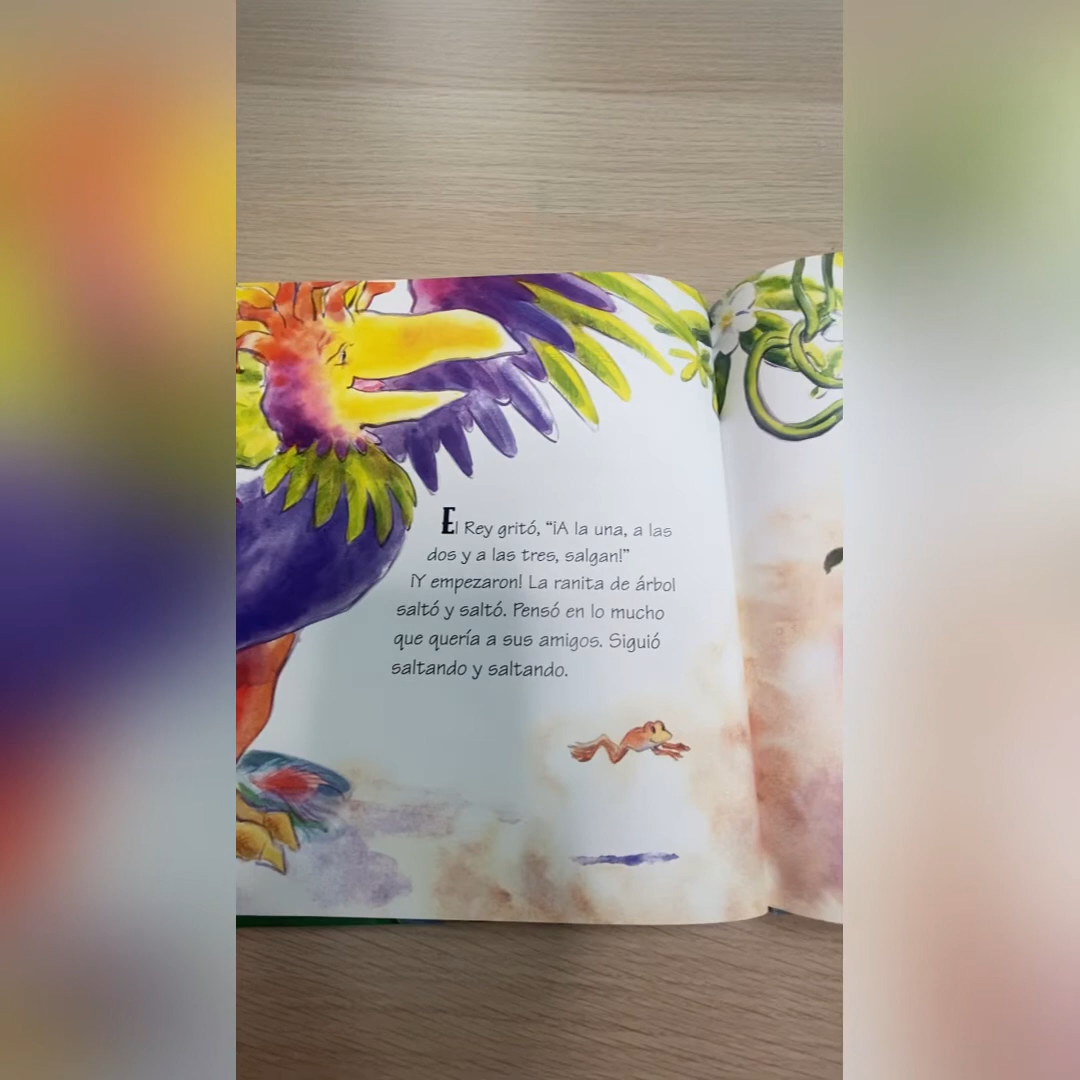 El Rey gritó, “¡A la una, a las
dos y a las tres, salgan!”
¡Y empezaron! La ranita de árbol
saltó y saltó. Pensó en lo mucho
que quería a sus amigos. Siguió
saltando y saltando.